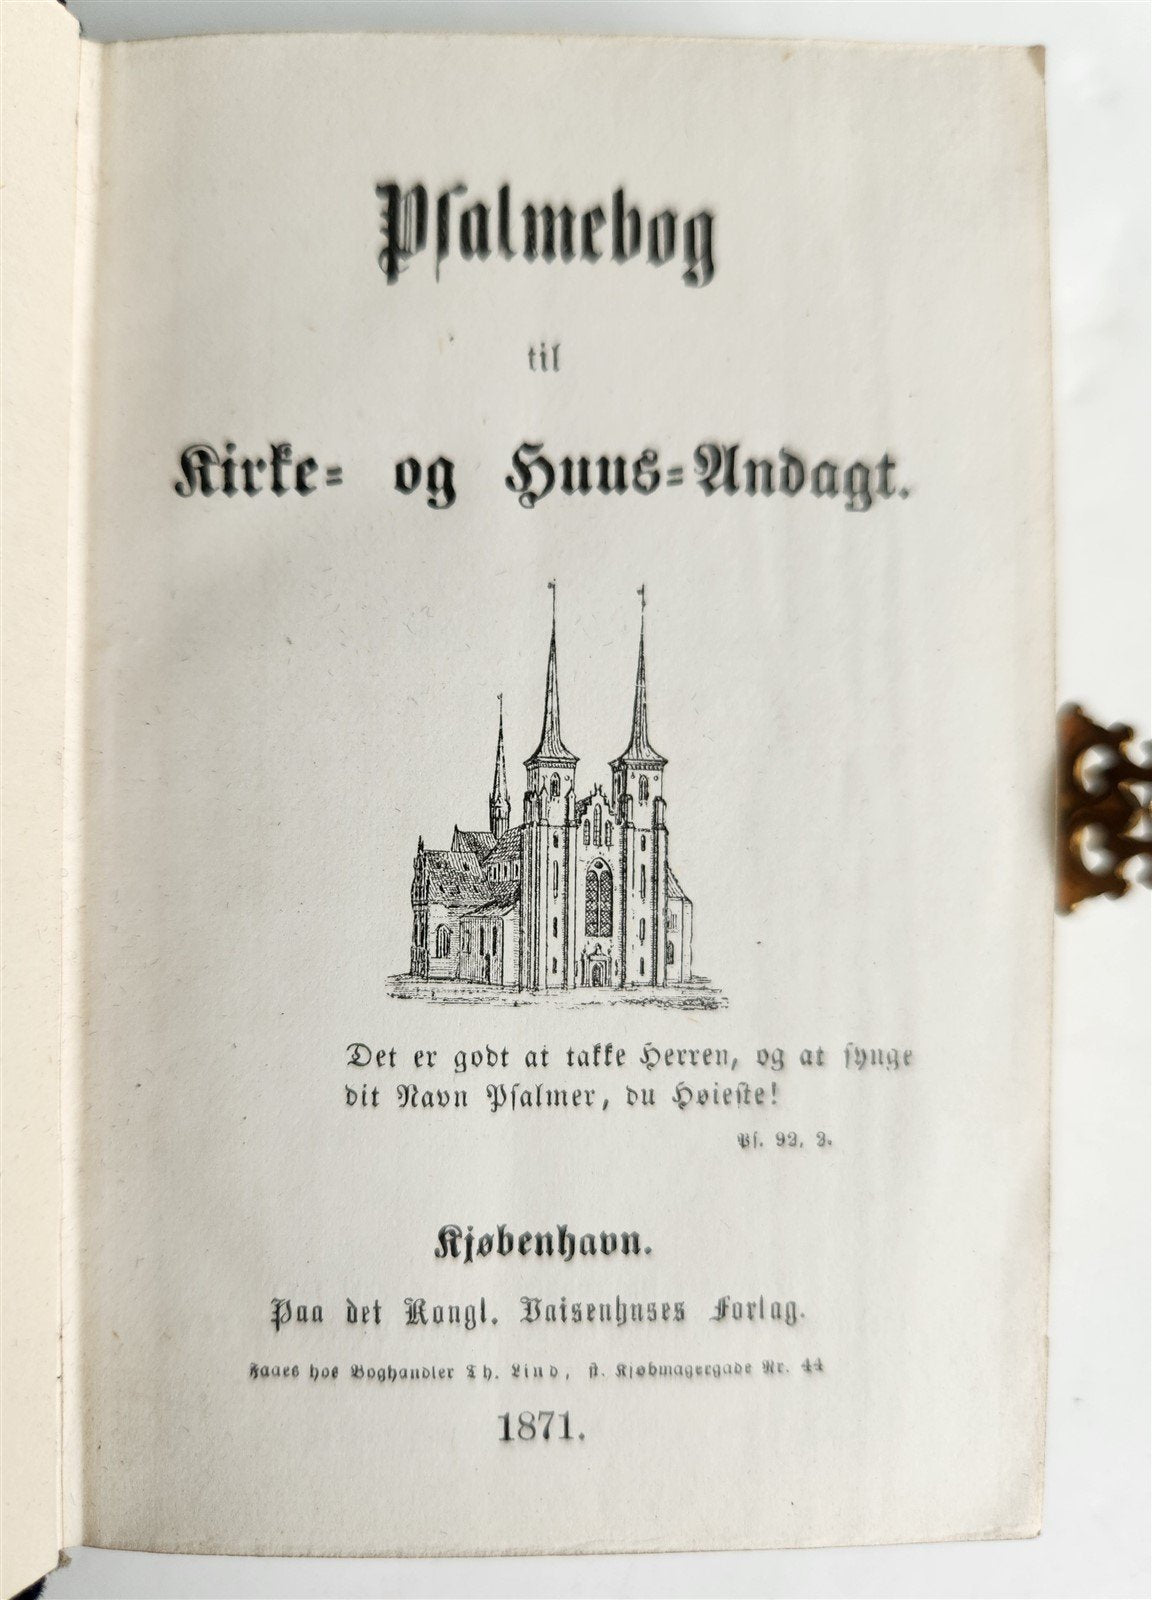 Psalmebog
til
Kirke- og Huus-Andagt.
Det er godt at takke Herren, og at synge
dit Navn Psalmer, du Høieste!
Ps. 92, 2.
Kjøbenhavn.
Paa det Kongl. Vaisenhuses Forlag.
Faaes hos Boghandler Th. Lind, st. Kjøbmagergade Nr. 44
1871.